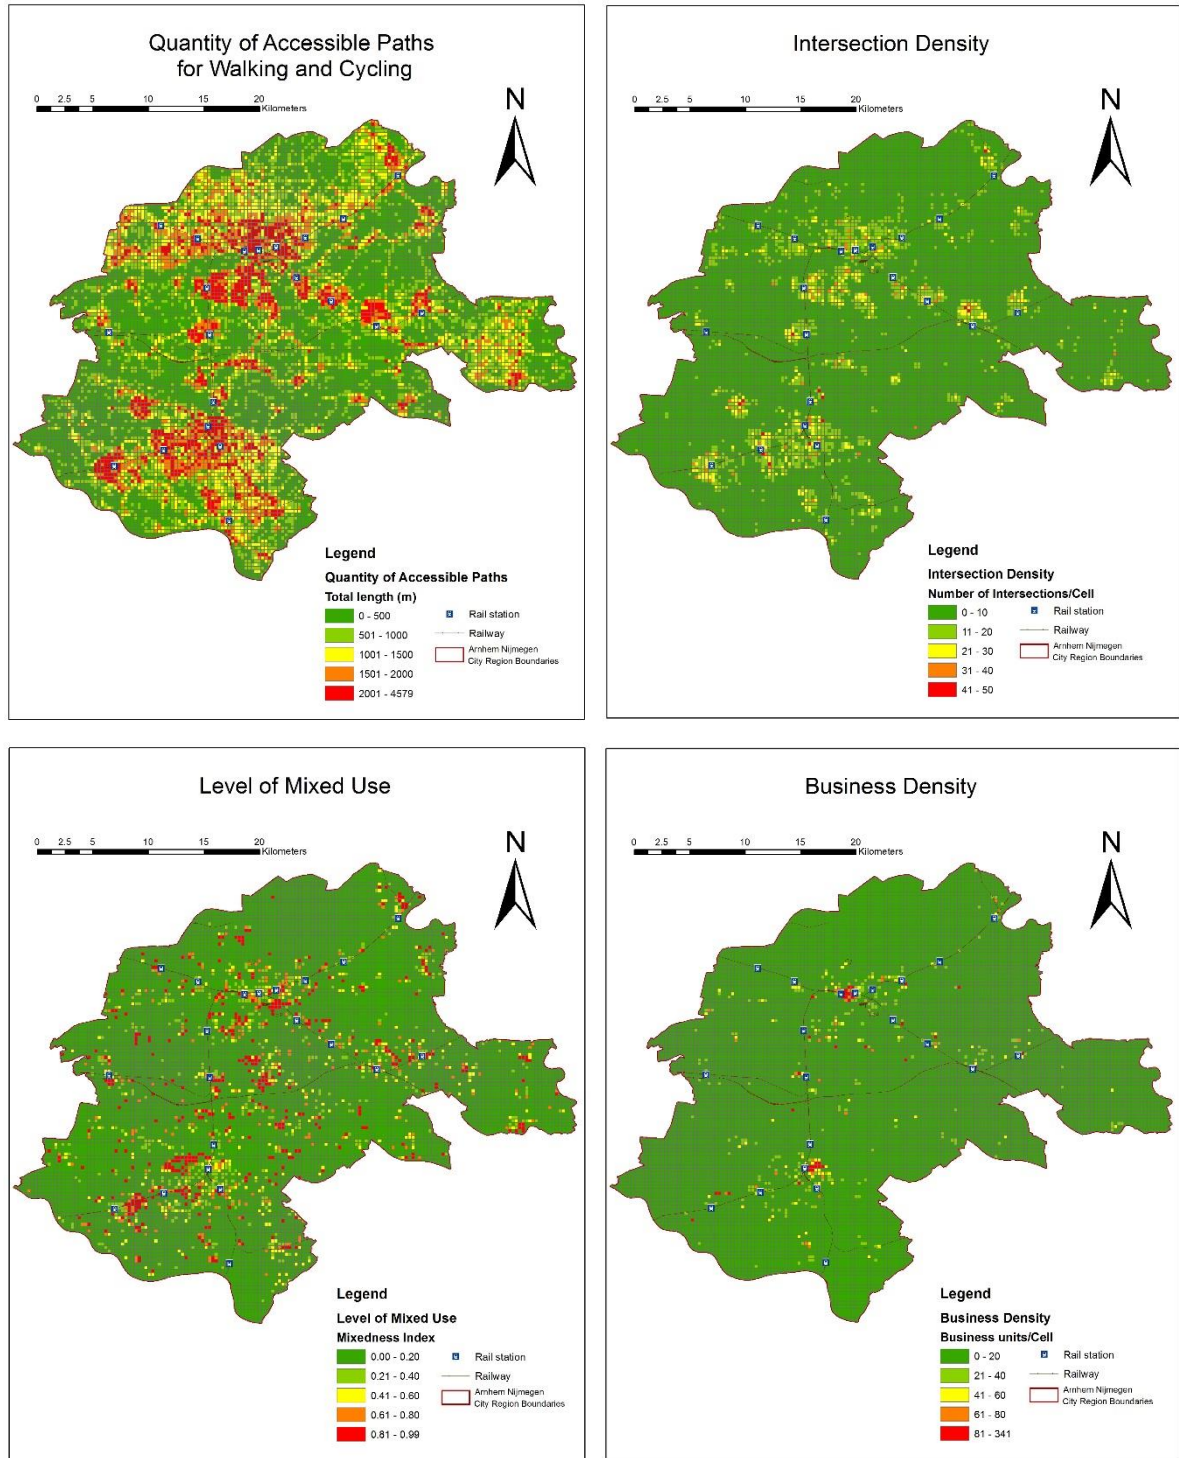 Quantity of Accessible Paths
for Walking and Cycling
0 2.5 5 10 15 20
Kilometers
N
Legend
Quantity of Accessible Paths
Total length (m)
0 - 500
501 - 1000
1001 - 1500
1501 - 2000
2001 - 4579
Rail station
Railway
Arnhem Nijmegen
City Region Boundaries
Intersection Density
0 2.5 5 10 15 20
Kilometers
N
Legend
Intersection Density
Number of Intersections/Cell
0 - 10
11 - 20
21 - 30
31 - 40
41 - 50
Rail station
Railway
Arnhem Nijmegen
City Region Boundaries
Level of Mixed Use
0 2.5 5 10 15 20
Kilometers
N
Legend
Level of Mixed Use
Mixedness Index
0.00 - 0.20
0.21 - 0.40
0.41 - 0.60
0.61 - 0.80
0.81 - 0.99
Rail station
Railway
Arnhem Nijmegen
City Region Boundaries
Business Density
0 2.5 5 10 15 20
Kilometers
N
Legend
Business Density
Business units/Cell
0 - 20
21 - 40
41 - 60
61 - 80
81 - 341
Rail station
Railway
Arnhem Nijmegen
City Region Boundaries